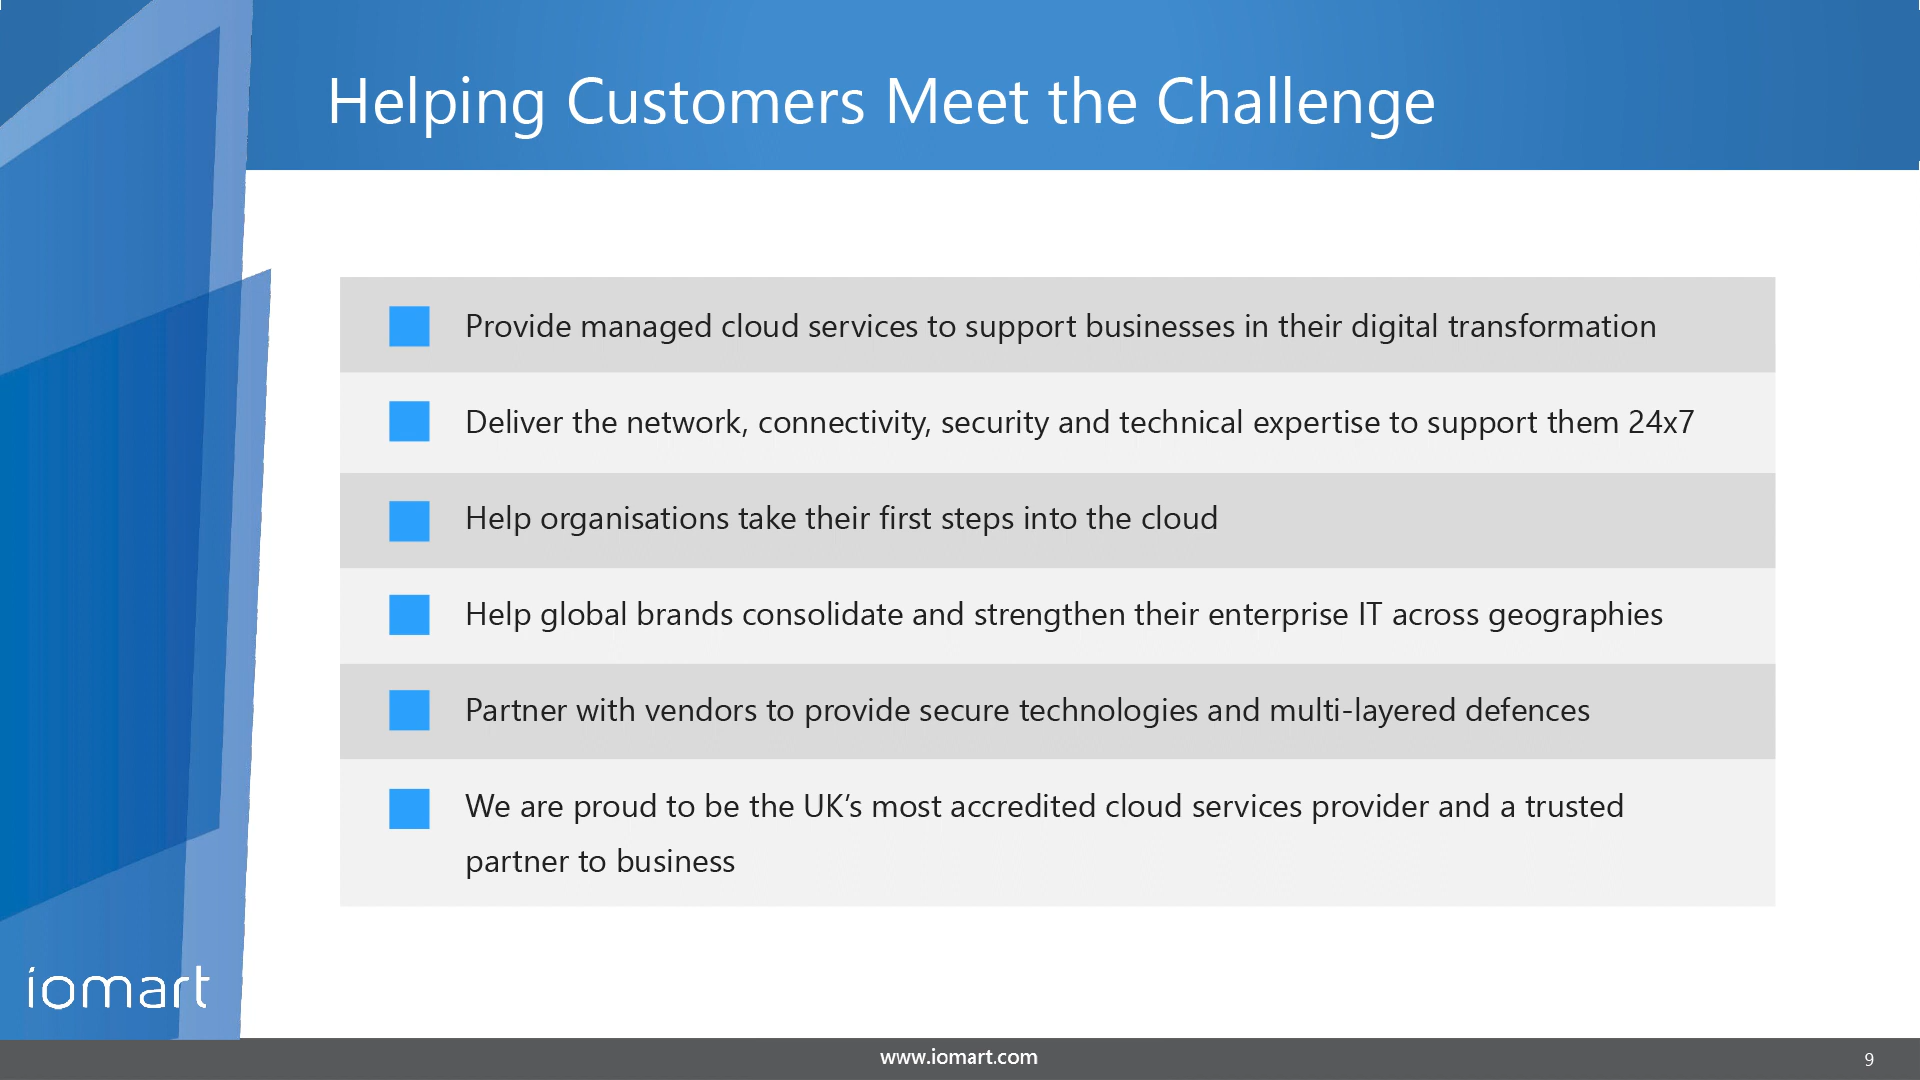 Helping Customers Meet the Challenge
Provide managed cloud services to support businesses in their digital transformation
Deliver the network, connectivity, security and technical expertise to support them 24x7
Help organisations take their first steps into the cloud
Help global brands consolidate and strengthen their enterprise IT across geographies
Partner with vendors to provide secure technologies and multi-layered defences
We are proud to be the UK’s most accredited cloud services provider and a trusted
partner to business
iomart
www.iomart.com
9